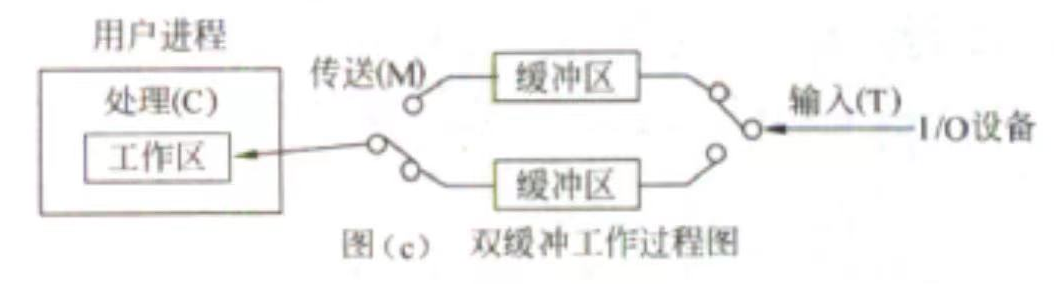 用户进程
处理(C)
工作区
传送(M)
缓冲区
缓冲区
输入(T)
I/O设备
图(c) 双缓冲工作过程图